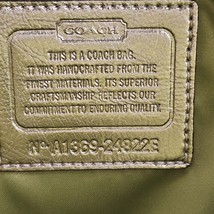 COACH
THIS IS A COACH BAG.
IT WAS HANDCRAFTED FROM THE
FINEST MATERIALS. ITS SUPERIOR
CRAFTSMANSHIP REFLECTS OUR
COMMITMENT TO ENDURING QUALITY.
Nº A1369-24322E